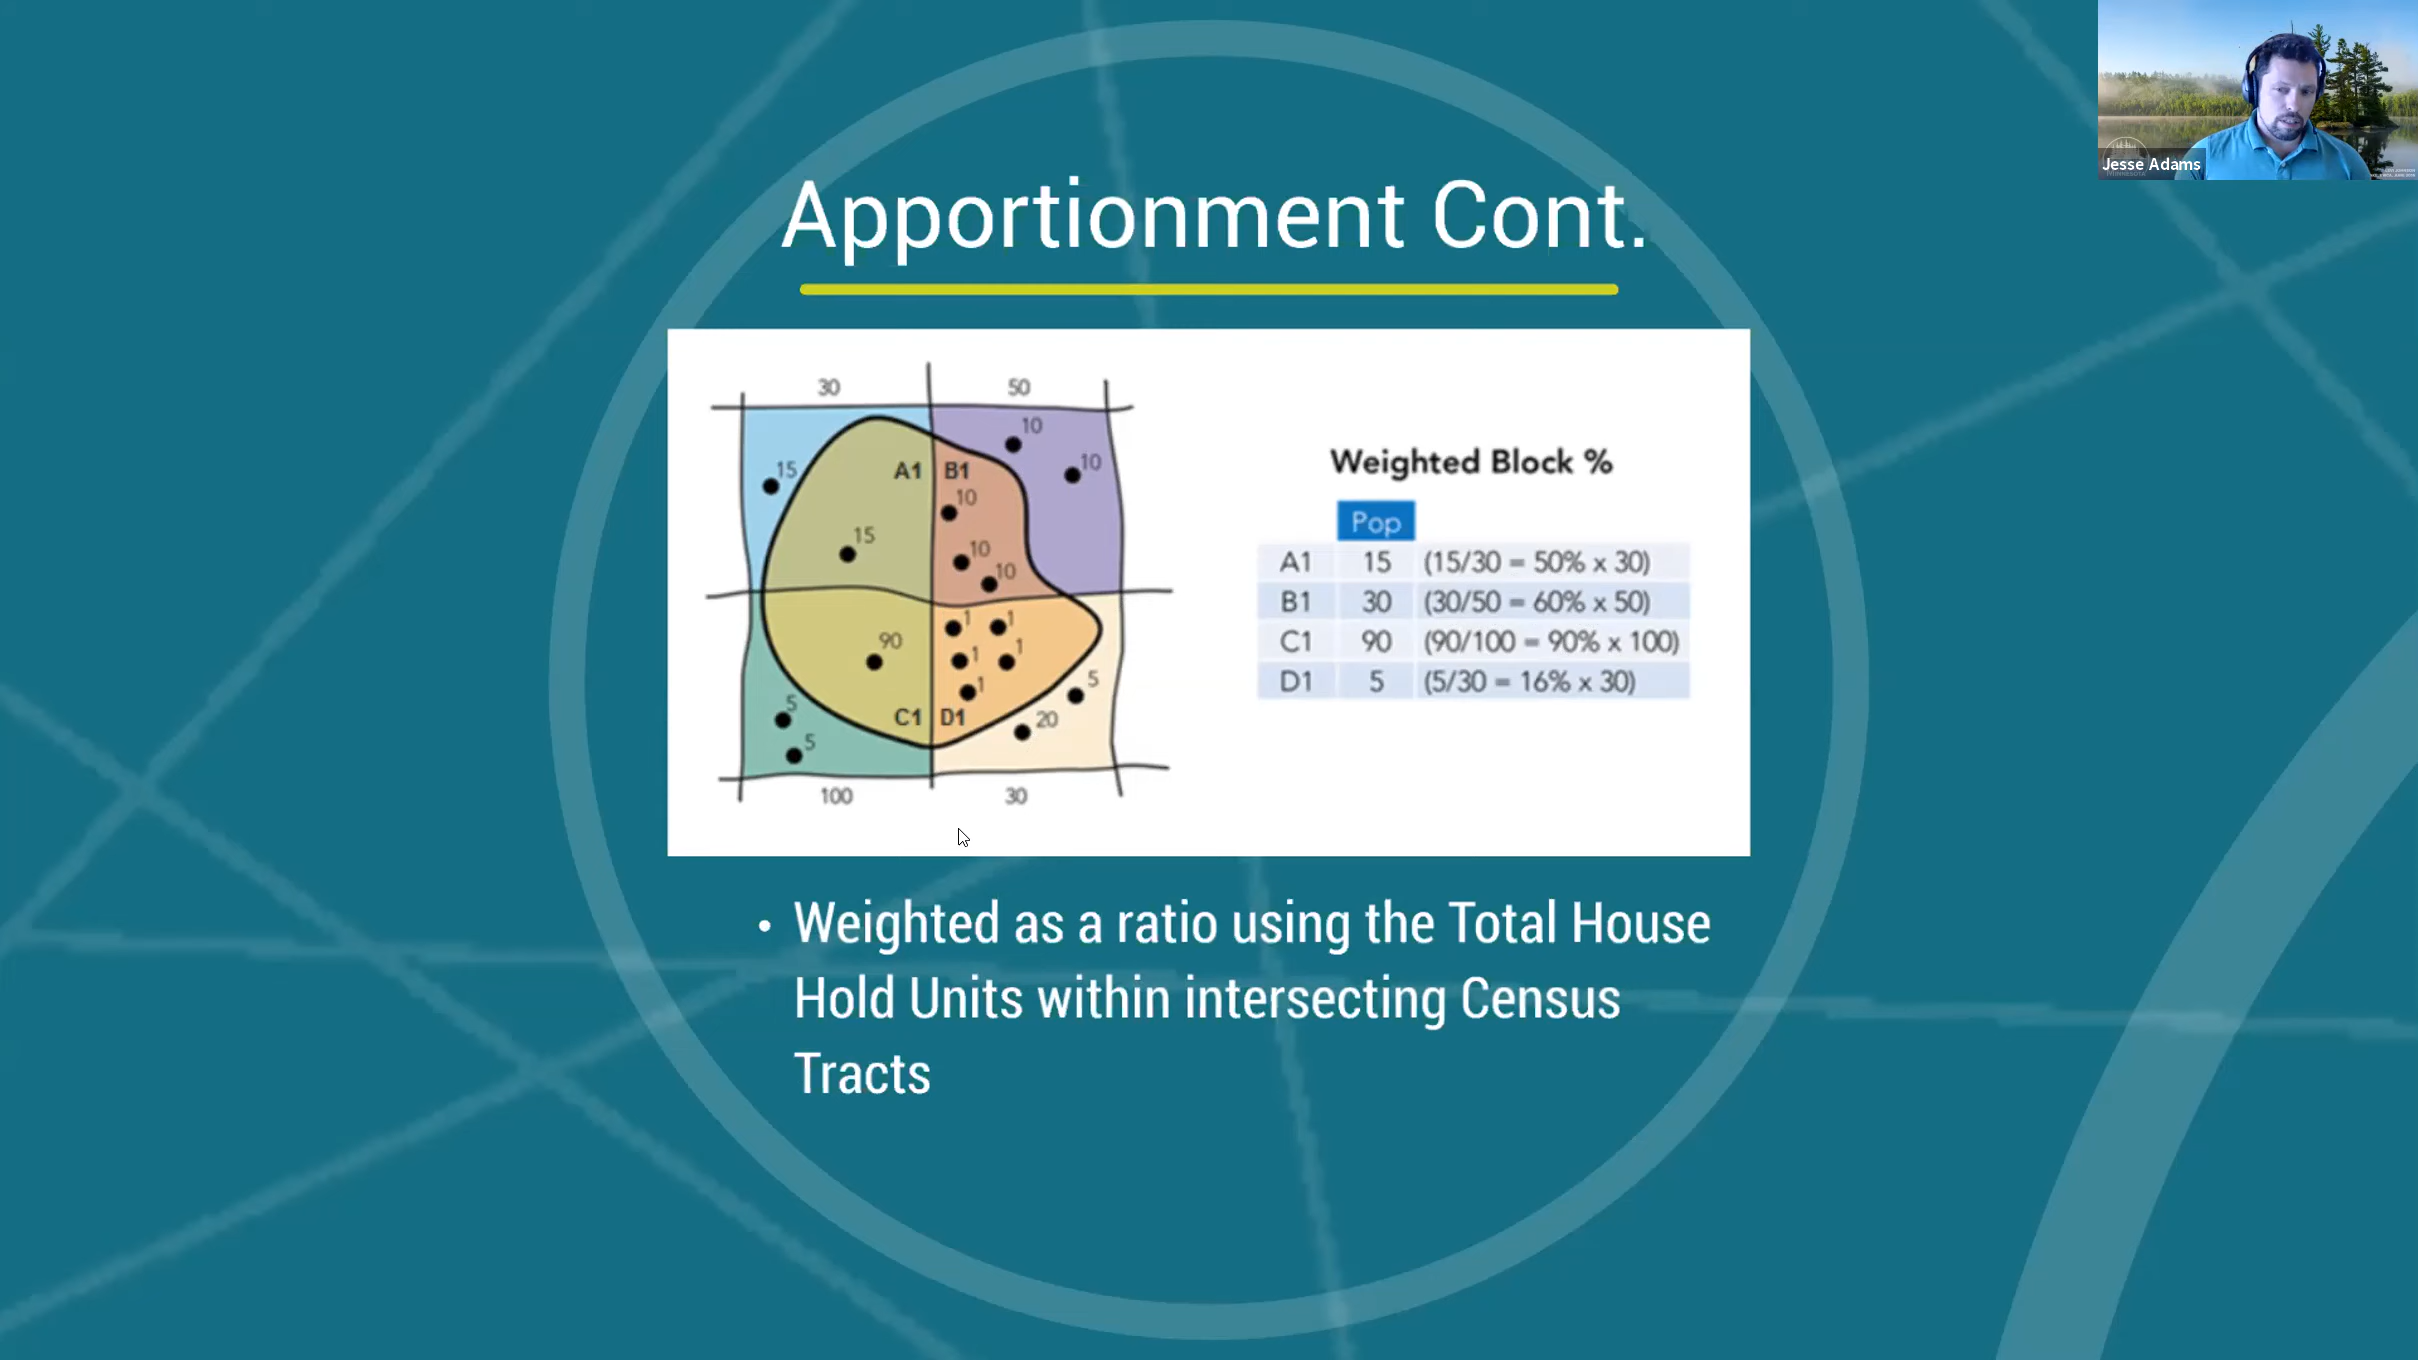 Jesse Adams
Apportionment Cont.
30
50
10
10
15
A1
B1
10
15
10
10
1
1
90
1
1
1
5
5
C1
D1
20
5
100
30
Weighted Block %
Pop
A1 15 (15/30 = 50% x 30)
B1 30 (30/50 = 60% x 50)
C1 90 (90/100 = 90% x 100)
D1 5 (5/30 = 16% x 30)
• Weighted as a ratio using the Total House
Hold Units within intersecting Census
Tracts